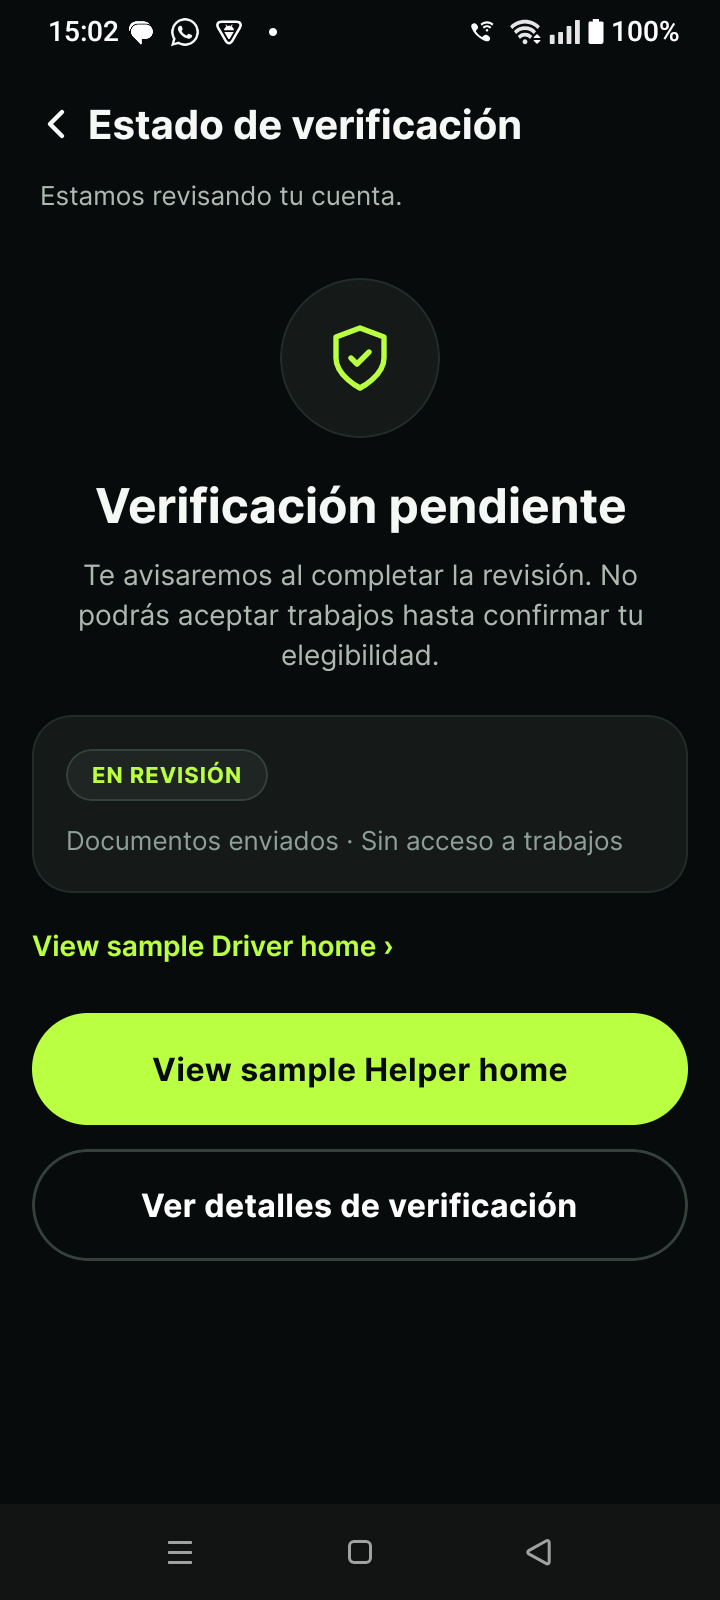 15:02
100%
Estado de verificación
Estamos revisando tu cuenta.
Verificación pendiente
Te avisaremos al completar la revisión. No
podrás aceptar trabajos hasta confirmar tu
elegibilidad.
EN REVISIÓN
Documentos enviados · Sin acceso a trabajos
View sample Driver home ›
View sample Helper home
Ver detalles de verificación